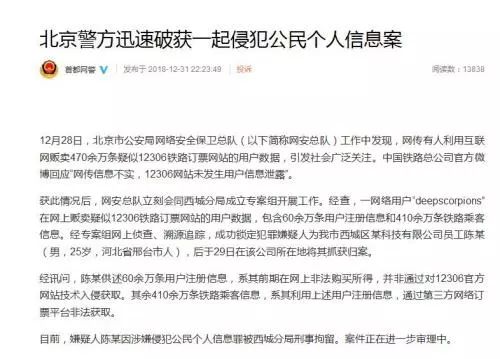 北京警方迅速破获一起侵犯公民个人信息案
首都网警 | 2018-12-31 22:23:49 | 投诉
阅读数:13838
12月28日，北京市公安局网络安全保卫总队（以下简称网安总队）工作中发现，网传有人利用互联
网贩卖470余万条疑似12306铁路订票网站的用户数据，引发社会广泛关注。中国铁路总公司官方微
博回应“网传信息不实，12306网站未发生用户信息泄露”。
获此情况后，网安总队立刻会同西城分局成立专案组开展工作。经查，一网络用户“deepscorpions”
在网上贩卖疑似12306铁路订票网站的用户数据，包含60余万条用户注册信息和410余万条铁路乘客
信息。经专案组网上侦查、溯源追踪，成功锁定犯罪嫌疑人为我市西城区某科技有限公司员工陈某
（男，25岁，河北省邢台市人），后于29日在该公司所在地将其抓获归案。
经讯问，陈某供述60余万条用户注册信息，系其前期在网上非法购买所得，并非通过对12306官方
网站技术入侵获取。其余410余万条铁路乘客信息，系其利用上述用户注册信息，通过第三方网络订
票平台非法获取。
目前，嫌疑人陈某因涉嫌侵犯公民个人信息罪被西城分局刑事拘留。案件正在进一步审理中。